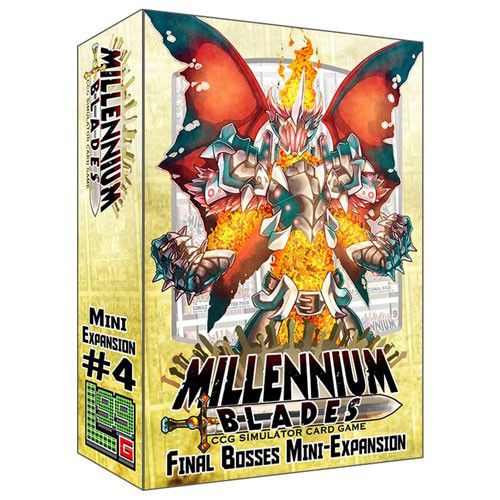 MILLENNIUM
BLADES
CCG SIMULATOR CARD GAME
MINI
EXPANSION
#4
L99
G
MILLENNIUM
BLADES
CCG SIMULATOR CARD GAME
FINAL BOSSES MINI-EXPANSION